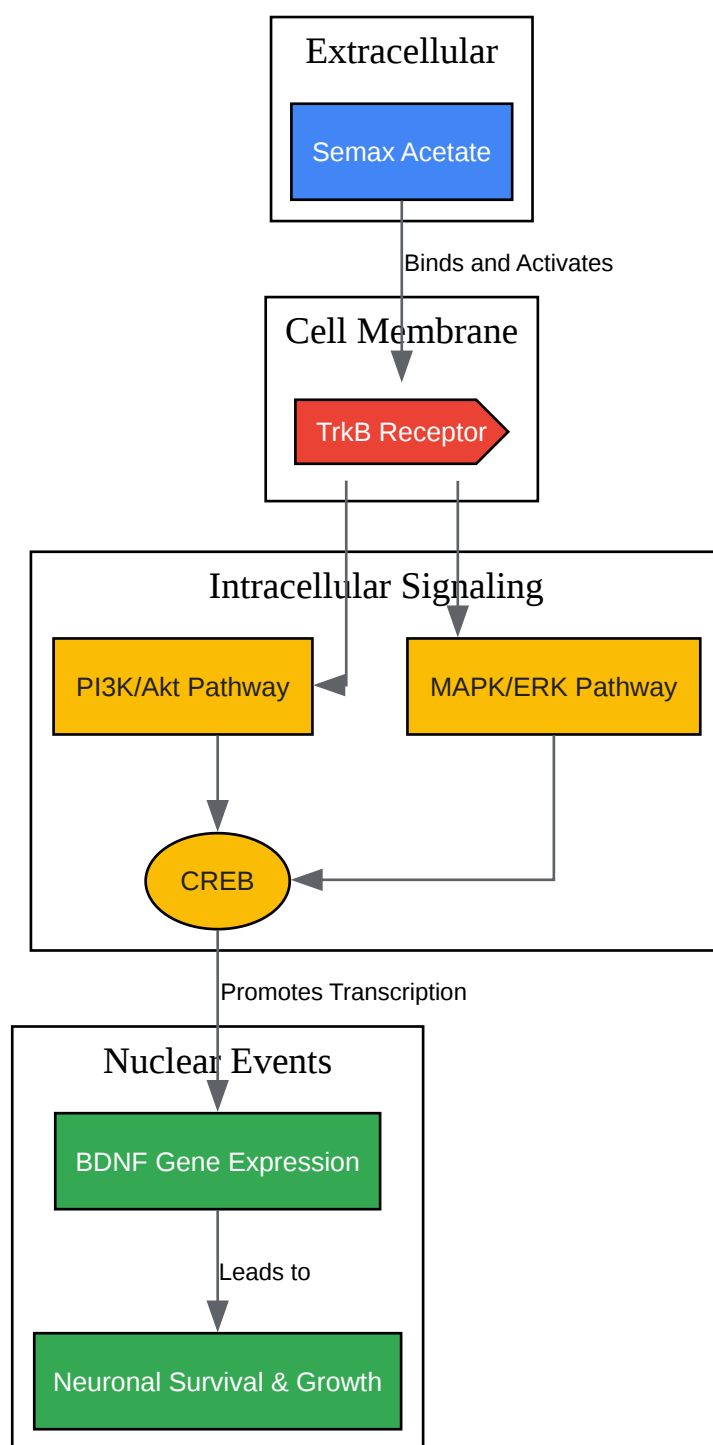 Extracellular
Semax Acetate
Binds and Activates
Cell Membrane
TrkB Receptor
Intracellular Signaling
PI3K/Akt Pathway
MAPK/ERK Pathway
CREB
Promotes Transcription
Nuclear Events
BDNF Gene Expression
Leads to
Neuronal Survival & Growth